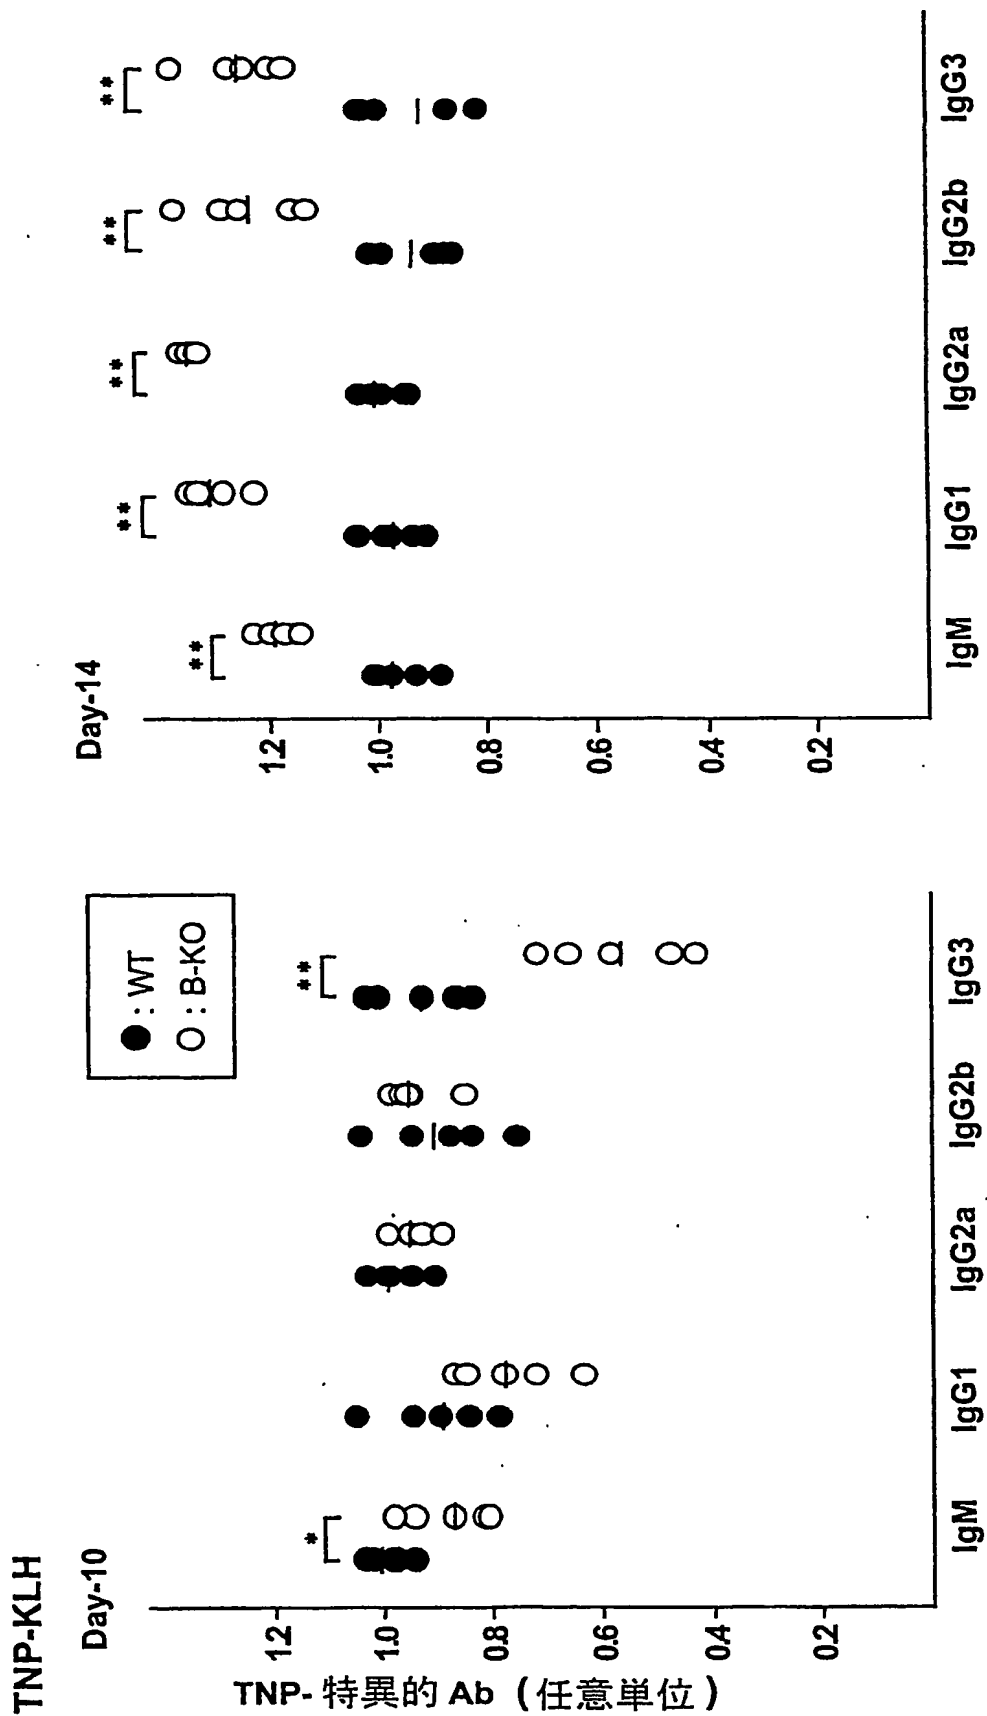 TNP-KLH
Day-10
●: WT
○: B-KO
TNP- 特異的 Ab (任意単位)
1.2
1.0
0.8
0.6
0.4
0.2
*
**
IgM
IgG1
IgG2a
IgG2b
IgG3
Day-14
1.2
1.0
0.8
0.6
0.4
0.2
**
**
**
**
**
IgM
IgG1
IgG2a
IgG2b
IgG3